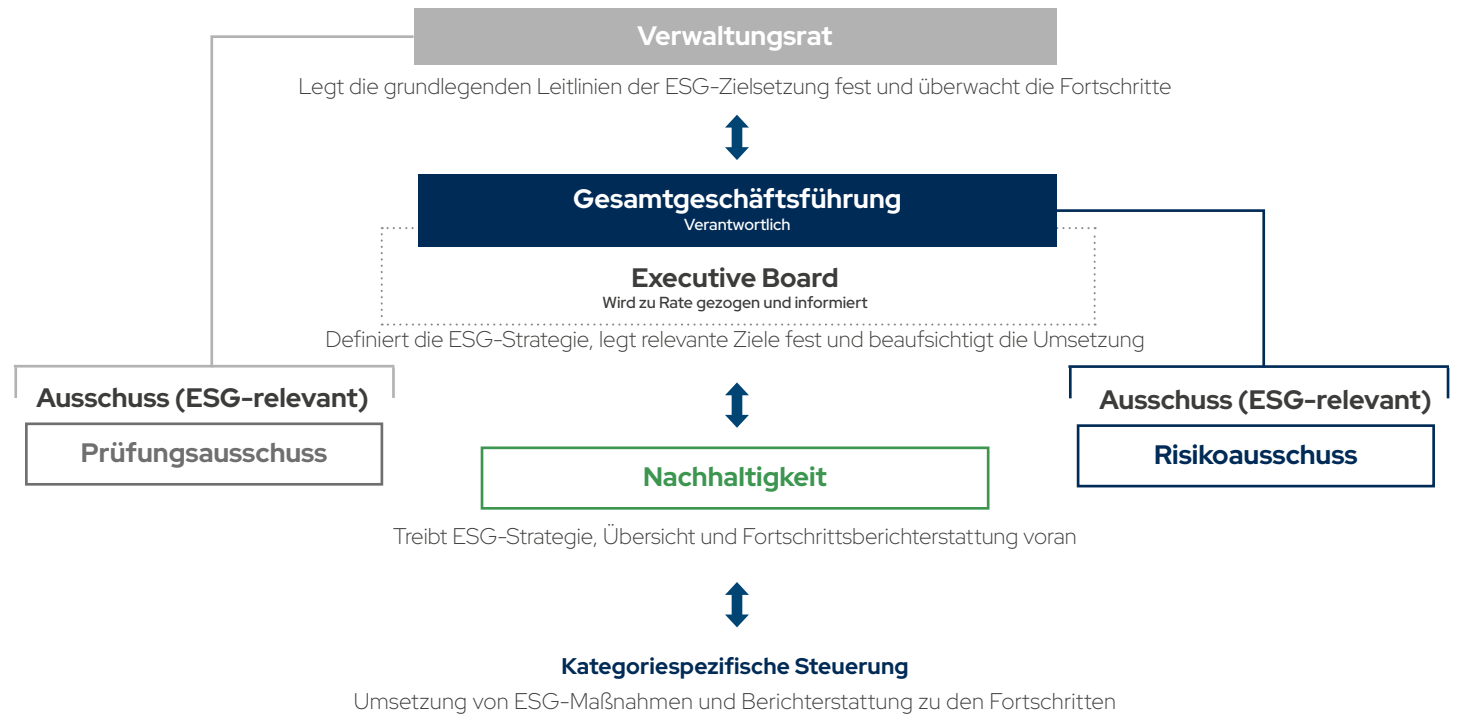 Verwaltungsrat
Legt die grundlegenden Leitlinien der ESG-Zielsetzung fest und überwacht die Fortschritte
Gesamtgeschäftsführung
Verantwortlich
Executive Board
Wird zu Rate gezogen und informiert
Definiert die ESG-Strategie, legt relevante Ziele fest und beaufsichtigt die Umsetzung
Ausschuss (ESG-relevant)
Prüfungsausschuss
Ausschuss (ESG-relevant)
Risikoausschuss
Nachhaltigkeit
Treibt ESG-Strategie, Übersicht und Fortschrittsberichterstattung voran
Kategoriespezifische Steuerung
Umsetzung von ESG-Maßnahmen und Berichterstattung zu den Fortschritten